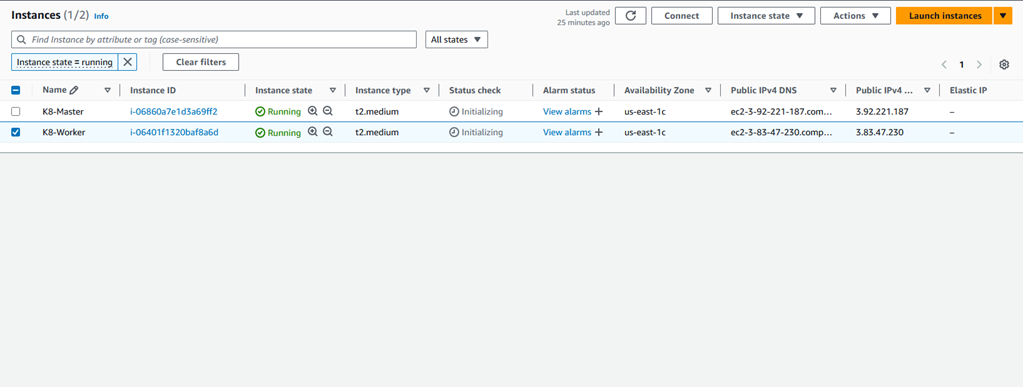 Instances (1/2) Info
Last updated
25 minutes ago
Connect
Instance state
Actions
Launch instances
Find Instance by attribute or tag (case-sensitive)
All states
Instance state = running
Clear filters
1
Name Instance ID Instance state Instance type Status check Alarm status Availability Zone Public IPv4 DNS Public IPv4 ... Elastic IP
K8-Master i-06860a7e1d3a69ff2 Running t2.medium Initializing View alarms + us-east-1c ec2-3-92-221-187.com... 3.92.221.187 –
K8-Worker i-06401f1320baf8a6d Running t2.medium Initializing View alarms + us-east-1c ec2-3-83-47-230.comp... 3.83.47.230 –